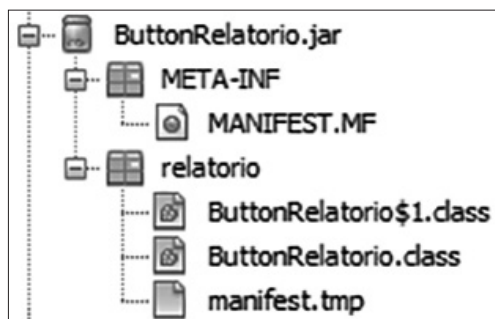 ButtonRelatorio.jar
META-INF
MANIFEST.MF
relatorio
ButtonRelatorio$1.class
ButtonRelatorio.class
manifest.tmp